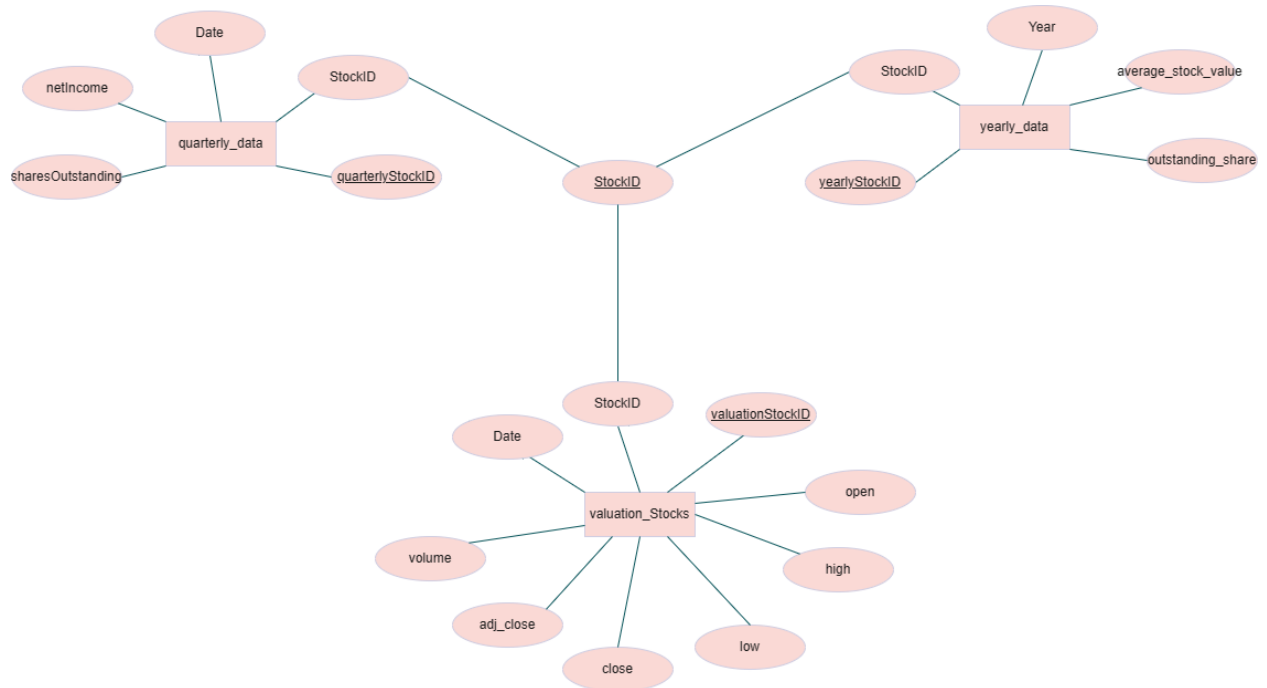 Date
netIncome
StockID
quarterly_data
sharesOutstanding
quarterlyStockID
StockID
Year
StockID
average_stock_value
yearly_data
outstanding_share
yearlyStockID
StockID
valuationStockID
Date
open
valuation_Stocks
volume
high
adj_close
low
close